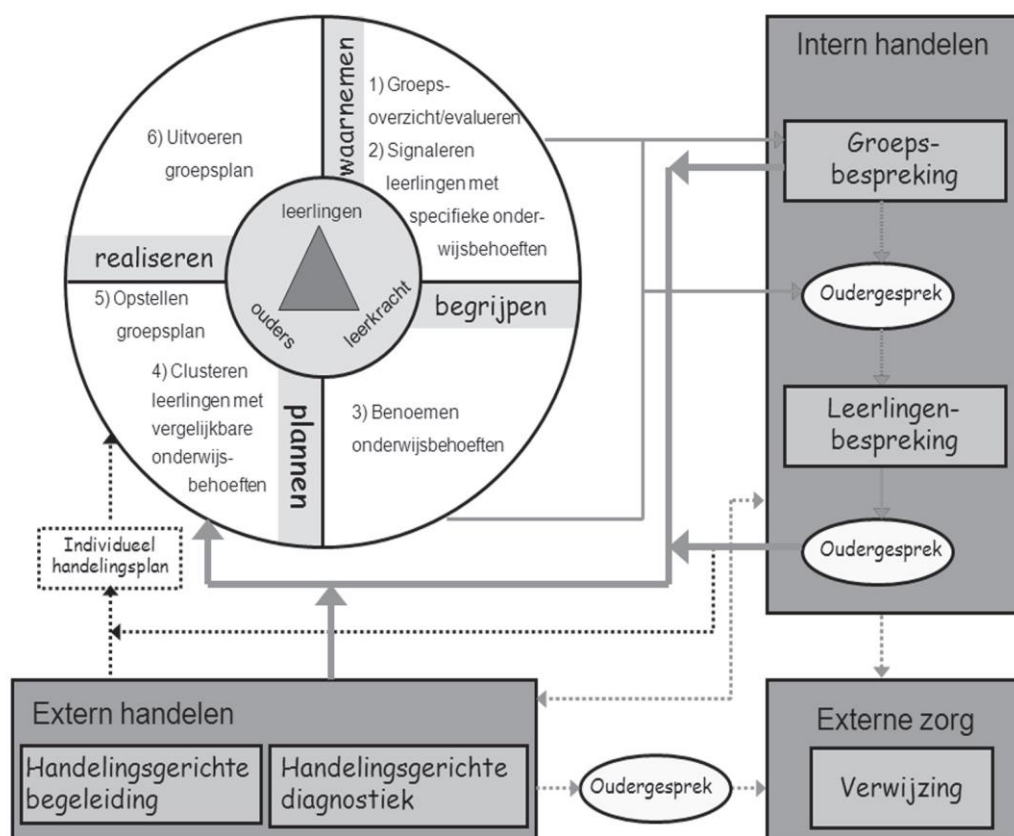 waarnemen
1) Groeps-
overzicht/evalueren
2) Signaleren
leerlingen met
specifieke onder-
wijsbehoeften
begrijpen
3) Benoemen
onderwijsbehoeften
plannen
4) Clusteren
leerlingen met
vergelijkbare
onderwijs-
behoeften
5) Opstellen
groepsplan
realiseren
6) Uitvoeren
groepsplan
leerlingen
ouders
leerkracht
Intern handelen
Groeps-
bespreking
Oudergesprek
Leerlingen-
bespreking
Oudergesprek
Individueel
handelingsplan
Extern handelen
Handelingsgerichte
begeleiding
Handelingsgerichte
diagnostiek
Oudergesprek
Externe zorg
Verwijzing